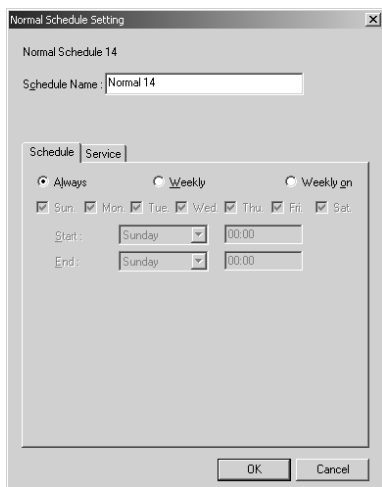 Normal Schedule Setting
Normal Schedule 14
Schedule Name : Normal 14
Schedule Service
Always Weekly Weekly on
Sun. Mon. Tue. Wed. Thu. Fri. Sat.
Start : Sunday 00:00
End : Sunday 00:00
OK Cancel